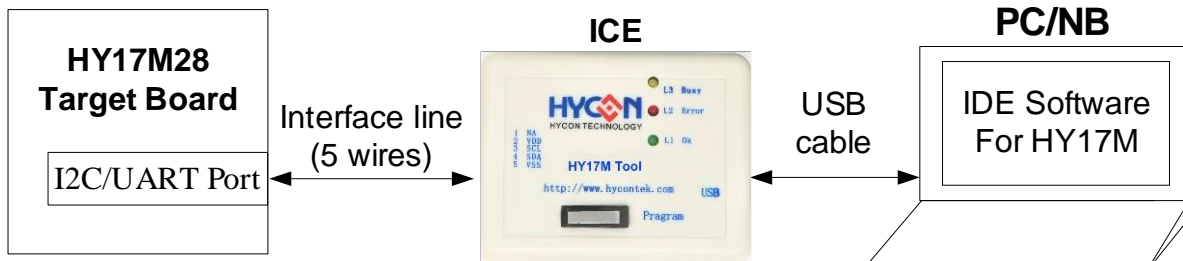 HY17M28
Target Board
I2C/UART Port
Interface line
(5 wires)
ICE
L3 Busy
L2 Error
L1 Ok
HYCON
HYCON TECHNOLOGY
1 NA
2 VDD
3 SCL
4 SDA
5 VSS
HY17M Tool
http://www.hycontek.com
USB
Pragram
USB
cable
PC/NB
IDE Software
For HY17M